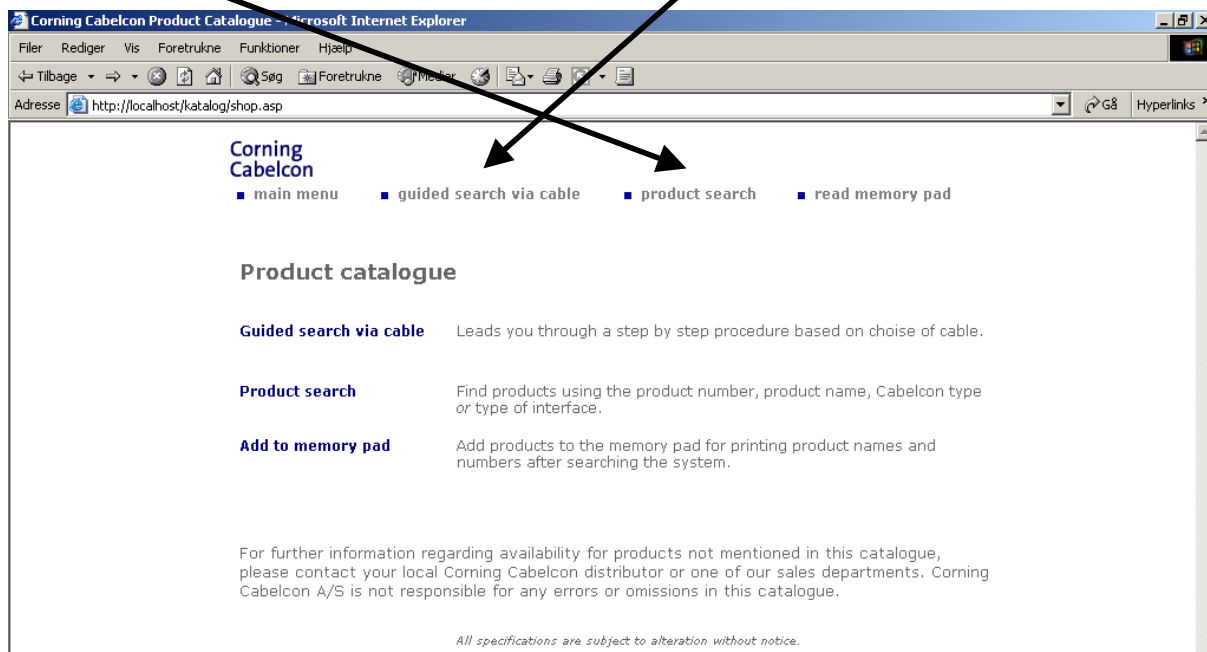 Corning Cabelcon Product Catalogue - Microsoft Internet Explorer
Filer Rediger Vis Foretrukne Funktioner Hjælp
Tilbage Søg Foretrukne Medier
Adresse http://localhost/katalog/shop.asp Gå Hyperlinks
Corning
Cabelcon
main menu guided search via cable product search read memory pad
Product catalogue
Guided search via cable Leads you through a step by step procedure based on choise of cable.
Product search Find products using the product number, product name, Cabelcon type
or type of interface.
Add to memory pad Add products to the memory pad for printing product names and
numbers after searching the system.
For further information regarding availability for products not mentioned in this catalogue,
please contact your local Corning Cabelcon distributor or one of our sales departments. Corning
Cabelcon A/S is not responsible for any errors or omissions in this catalogue.
All specifications are subject to alteration without notice.